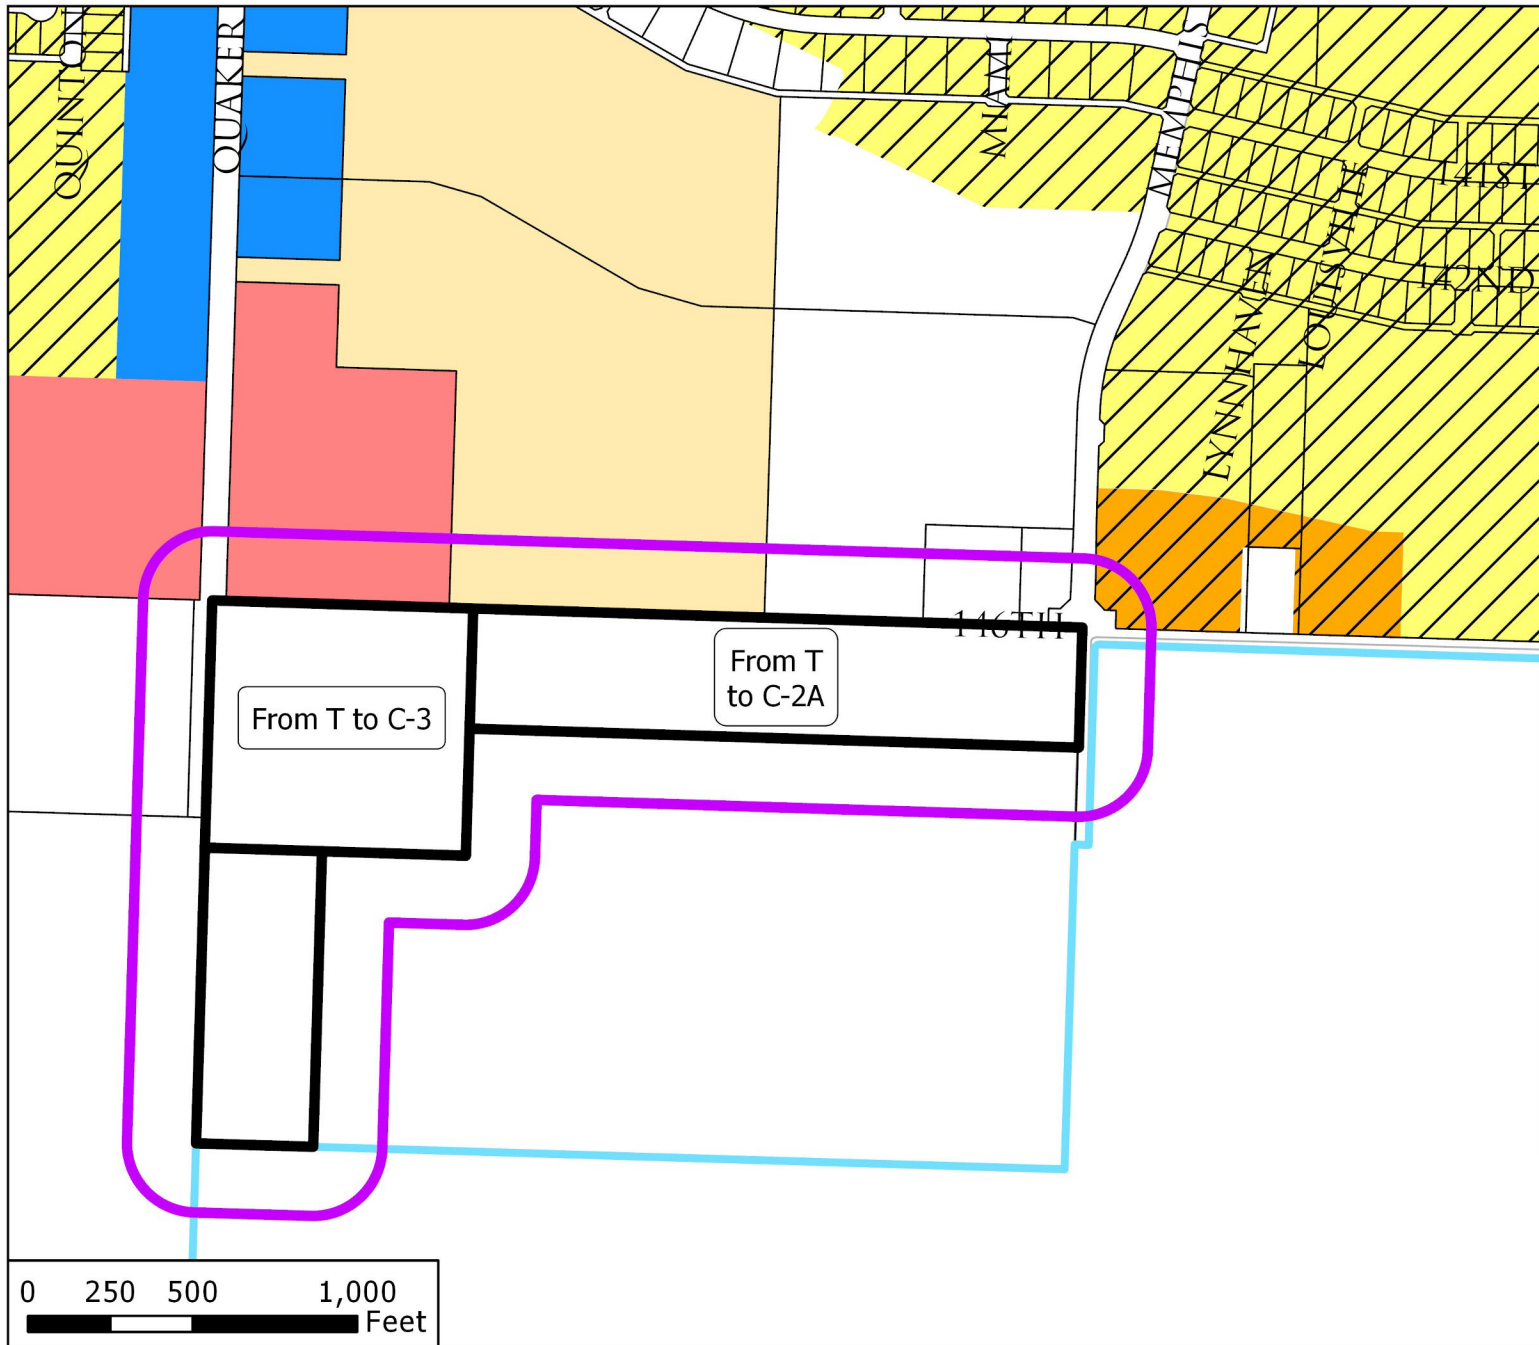 QUINTON
QUAKER
MIAMI
MEMPHIS
141ST
LOUISVILLE
142ND
LYNNHAVEN
146TH
From T
to C-2A
From T to C-3
0 250 500 1,000
Feet